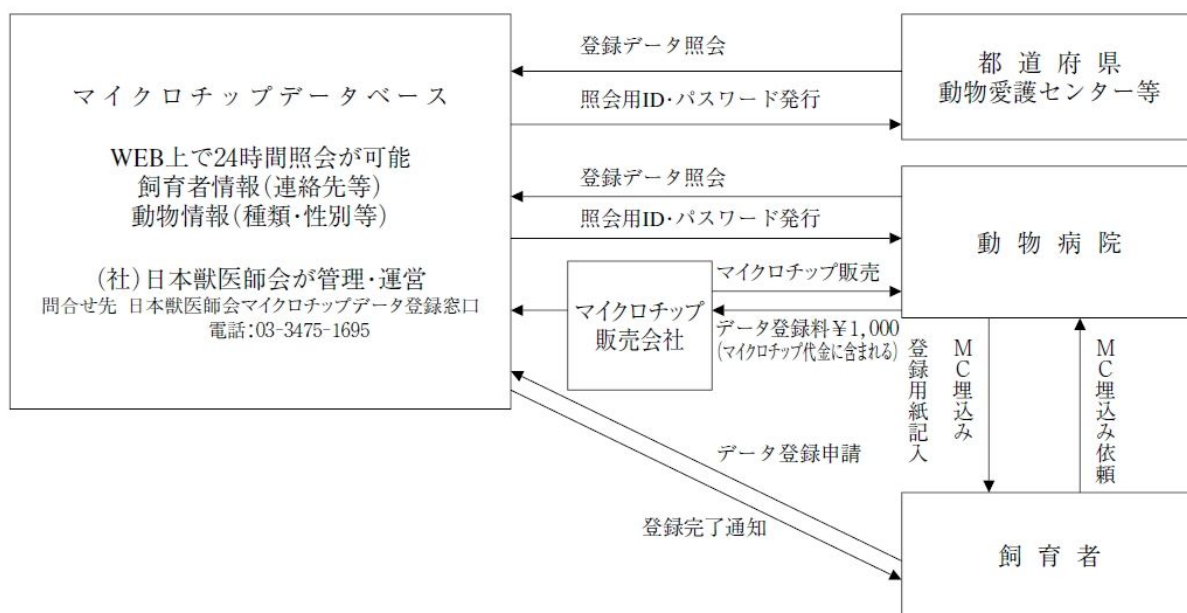 マイクロチップデータベース
WEB上で24時間照会が可能
飼育者情報(連絡先等)
動物情報(種類・性別等)
(社)日本獣医師会が管理・運営
問合せ先 日本獣医師会マイクロチップデータ登録窓口
電話:03-3475-1695
登録データ照会
照会用ID・パスワード発行
都道府県
動物愛護センター等
登録データ照会
照会用ID・パスワード発行
動物病院
マイクロチップ販売
マイクロチップ
販売会社
データ登録料¥1,000
(マイクロチップ代金に含まれる)
登録用紙記入
MC埋込み
MC埋込み依頼
データ登録申請
登録完了通知
飼育者